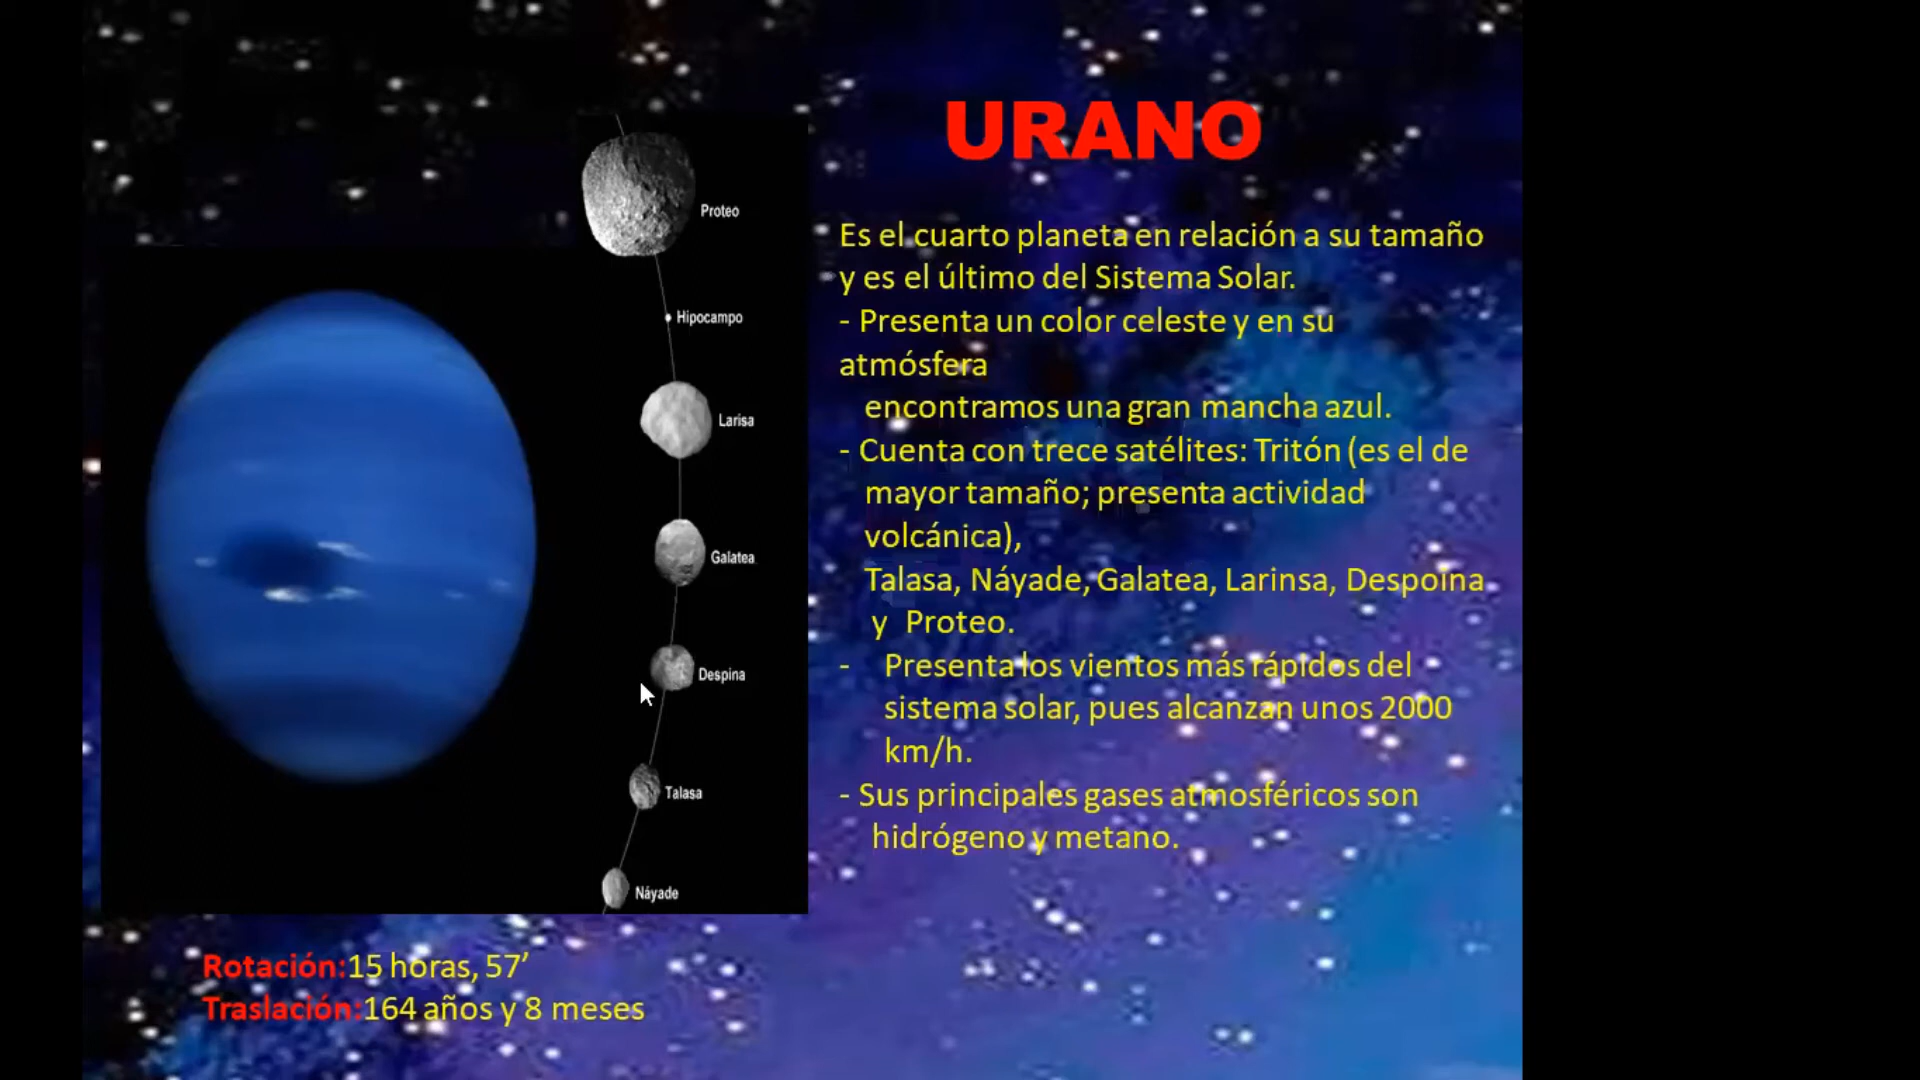 URANO
Es el cuarto planeta en relación a su tamaño
y es el último del Sistema Solar.
- Presenta un color celeste y en su
atmósfera
encontramos una gran mancha azul.
- Cuenta con trece satélites: Tritón (es el de
mayor tamaño; presenta actividad
volcánica),
Talasa, Náyade, Galatea, Larinsa, Despoina
y Proteo.
- Presenta los vientos más rápidos del
sistema solar, pues alcanzan unos 2000
km/h.
- Sus principales gases atmosféricos son
hidrógeno y metano.
Proteo
Hipocampo
Larisa
Galatea
Despina
Talasa
Náyade
Rotación:15 horas, 57’
Traslación:164 años y 8 meses